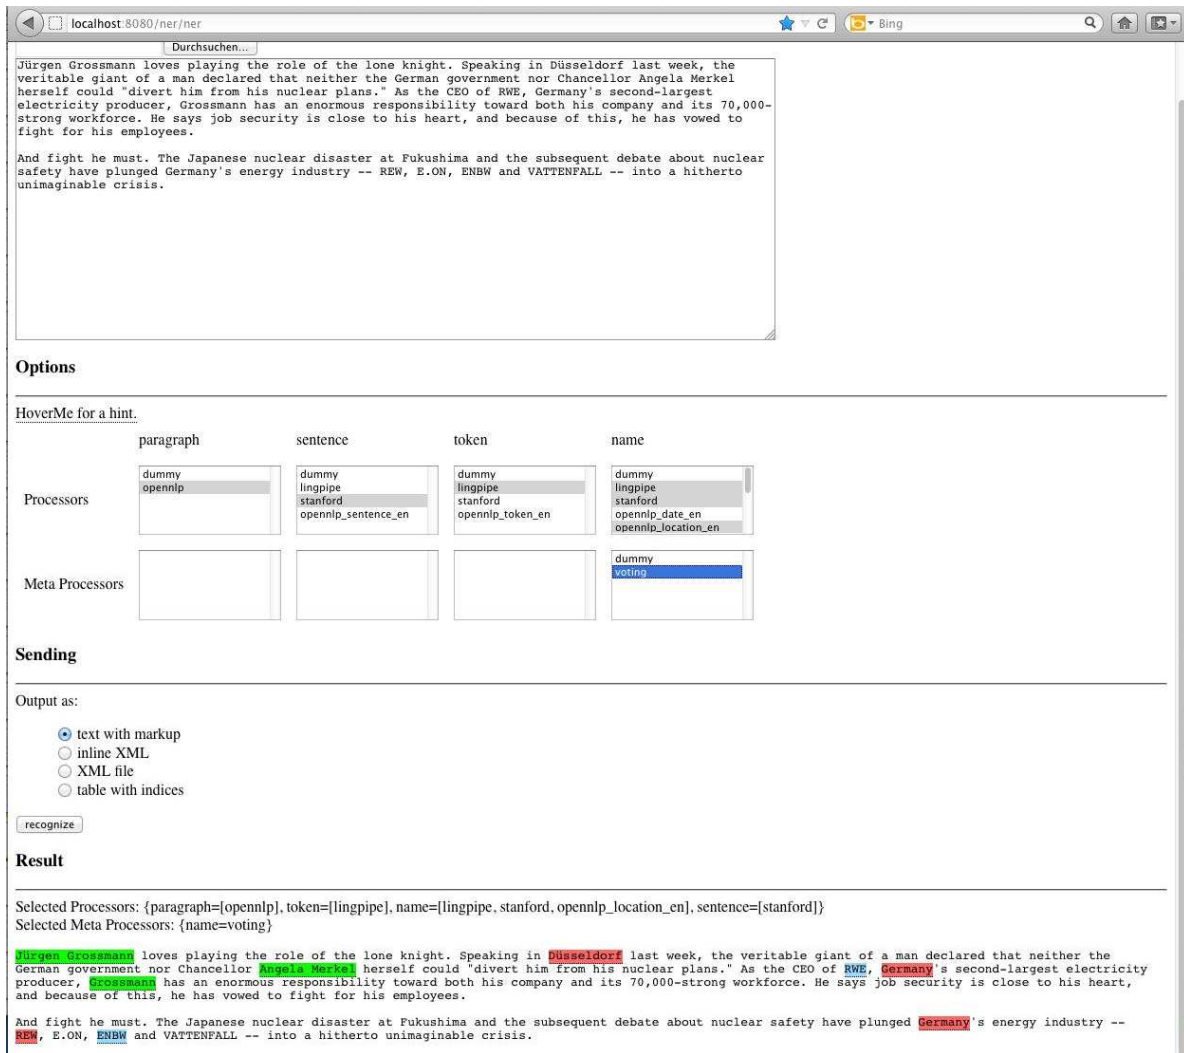 localhost:8080/ner/ner
Bing
Durchsuchen...
Jürgen Grossmann loves playing the role of the lone knight. Speaking in Düsseldorf last week, the
veritable giant of a man declared that neither the German government nor Chancellor Angela Merkel
herself could "divert him from his nuclear plans." As the CEO of RWE, Germany's second-largest
electricity producer, Grossmann has an enormous responsibility toward both his company and its 70,000-
strong workforce. He says job security is close to his heart, and because of this, he has vowed to
fight for his employees.
And fight he must. The Japanese nuclear disaster at Fukushima and the subsequent debate about nuclear
safety have plunged Germany's energy industry -- REW, E.ON, ENBW and VATTENFALL -- into a hitherto
unimaginable crisis.
Options
HoverMe for a hint.
paragraph sentence token name
Processors
dummy
opennlp
dummy
lingpipe
stanford
opennlp_sentence_en
dummy
lingpipe
stanford
opennlp_token_en
dummy
lingpipe
stanford
opennlp_date_en
opennlp_location_en
Meta Processors
dummy
voting
Sending
Output as:
text with markup
inline XML
XML file
table with indices
recognize
Result
Selected Processors: {paragraph=[opennlp], token=[lingpipe], name=[lingpipe, stanford, opennlp_location_en], sentence=[stanford]}
Selected Meta Processors: {name=voting}
Jürgen Grossmann loves playing the role of the lone knight. Speaking in Düsseldorf last week, the veritable giant of a man declared that neither the
German government nor Chancellor Angela Merkel herself could "divert him from his nuclear plans." As the CEO of RWE, Germany's second-largest electricity
producer, Grossmann has an enormous responsibility toward both his company and its 70,000-strong workforce. He says job security is close to his heart,
and because of this, he has vowed to fight for his employees.
And fight he must. The Japanese nuclear disaster at Fukushima and the subsequent debate about nuclear safety have plunged Germany's energy industry --
REW, E.ON, ENBW and VATTENFALL -- into a hitherto unimaginable crisis.